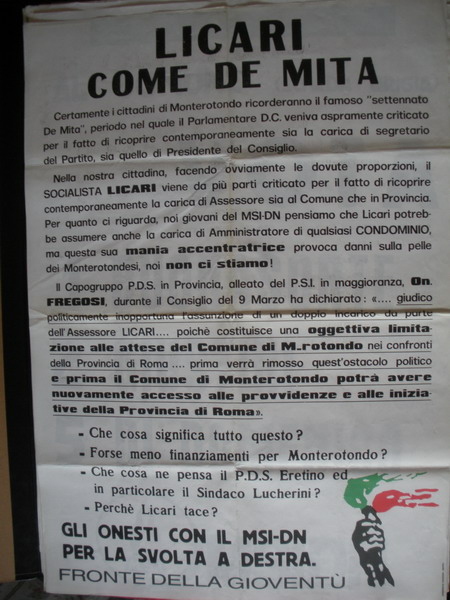 LICARI
COME DE MITA
Certamente i cittadini di Monterotondo ricorderanno il famoso "settennato
De Mita", periodo nel quale il Parlamentare D.C. veniva aspramente criticato
per il fatto di ricoprire contemporaneamente sia la carica di segretario
del Partito, sia quello di Presidente del Consiglio.
Nella nostra cittadina, facendo ovviamente le dovute proporzioni, il
SOCIALISTA LICARI viene da più parti criticato per il fatto di ricoprire
contemporaneamente la carica di Assessore sia al Comune che in Provincia.
Per quanto ci riguarda, noi giovani del MSI-DN pensiamo che Licari potreb-
be assumere anche la carica di Amministratore di qualsiasi CONDOMINIO,
ma questa sua mania accentratrice provoca danni sulla pelle
dei Monterotondesi, noi non ci stiamo!
Il Capogruppo P.D.S. in Provincia, alleato del P.S.I. in maggioranza, On.
FREGOSI, durante il Consiglio del 9 Marzo ha dichiarato: «.... giudico
politicamente inopportuna l'assunzione di un doppio incarico da parte
dell'Assessore LICARI.... poichè costituisce una oggettiva limita-
zione alle attese del Comune di M.rotondo nei confronti
della Provincia di Roma .... prima verrà rimosso quest'ostacolo politico
e prima il Comune di Monterotondo potrà avere
nuovamente accesso alle provvidenze e alle inizia-
tive della Provincia di Roma».
- Che cosa significa tutto questo?
- Forse meno finanziamenti per Monterotondo?
- Che cosa ne pensa il P.D.S. Eretino ed
in particolare il Sindaco Lucherini?
- Perchè Licari tace?
GLI ONESTI CON IL MSI-DN
PER LA SVOLTA A DESTRA.
FRONTE DELLA GIOVENTÙ